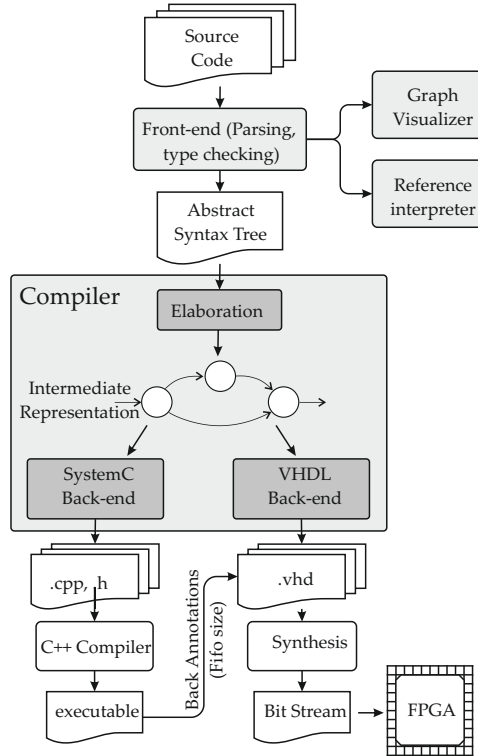 Source
Code
Front-end (Parsing,
type checking)
Graph
Visualizer
Reference
interpreter
Abstract
Syntax Tree
Compiler
Elaboration
Intermediate
Representation
SystemC
Back-end
VHDL
Back-end
.cpp, .h
.vhd
Back Annotations
(Fifo size)
C++ Compiler
Synthesis
executable
Bit Stream
FPGA